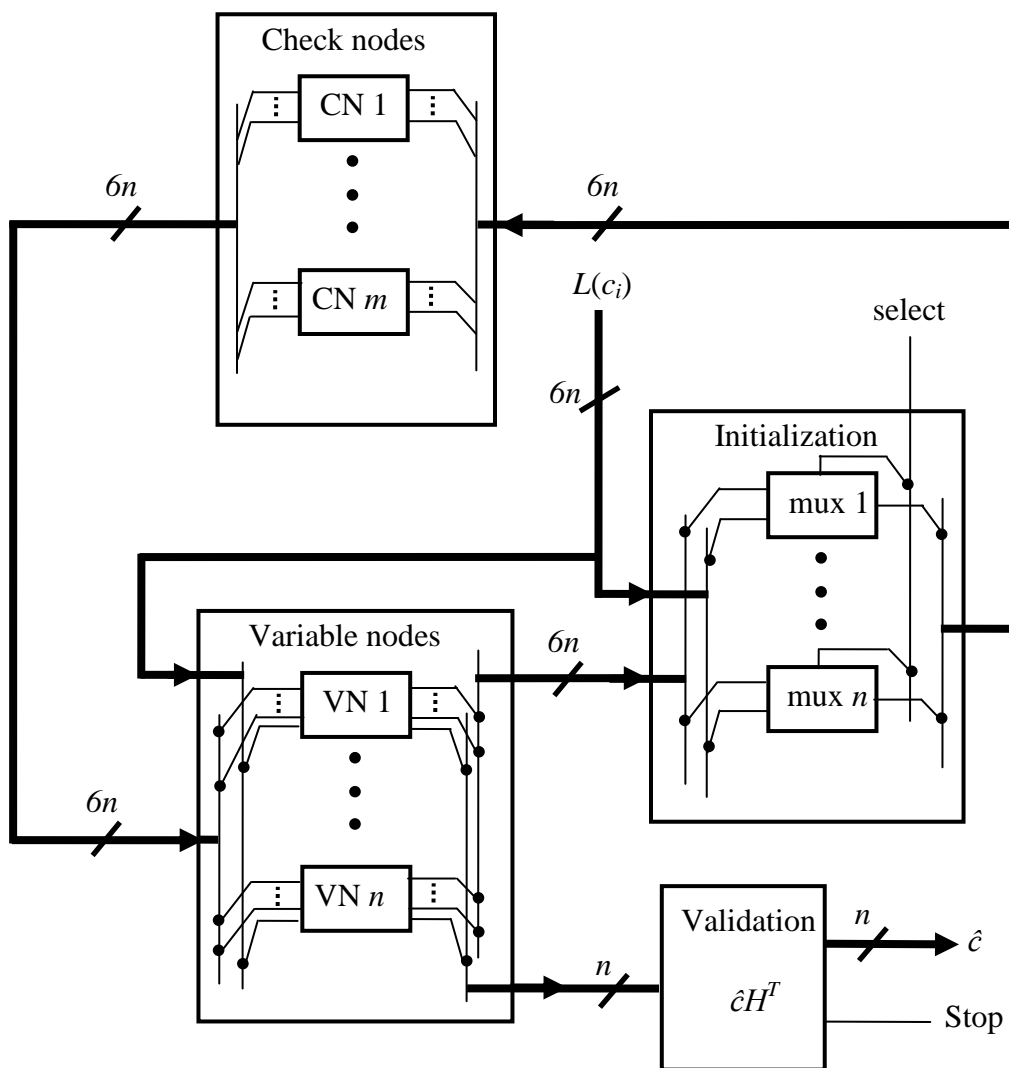 Check nodes
CN 1
6n
6n
CN m
L(cᵢ)
select
6n
Initialization
mux 1
Variable nodes
6n
VN 1
mux n
6n
VN n
Validation
n
ĉ
n
ĉHᵀ
Stop